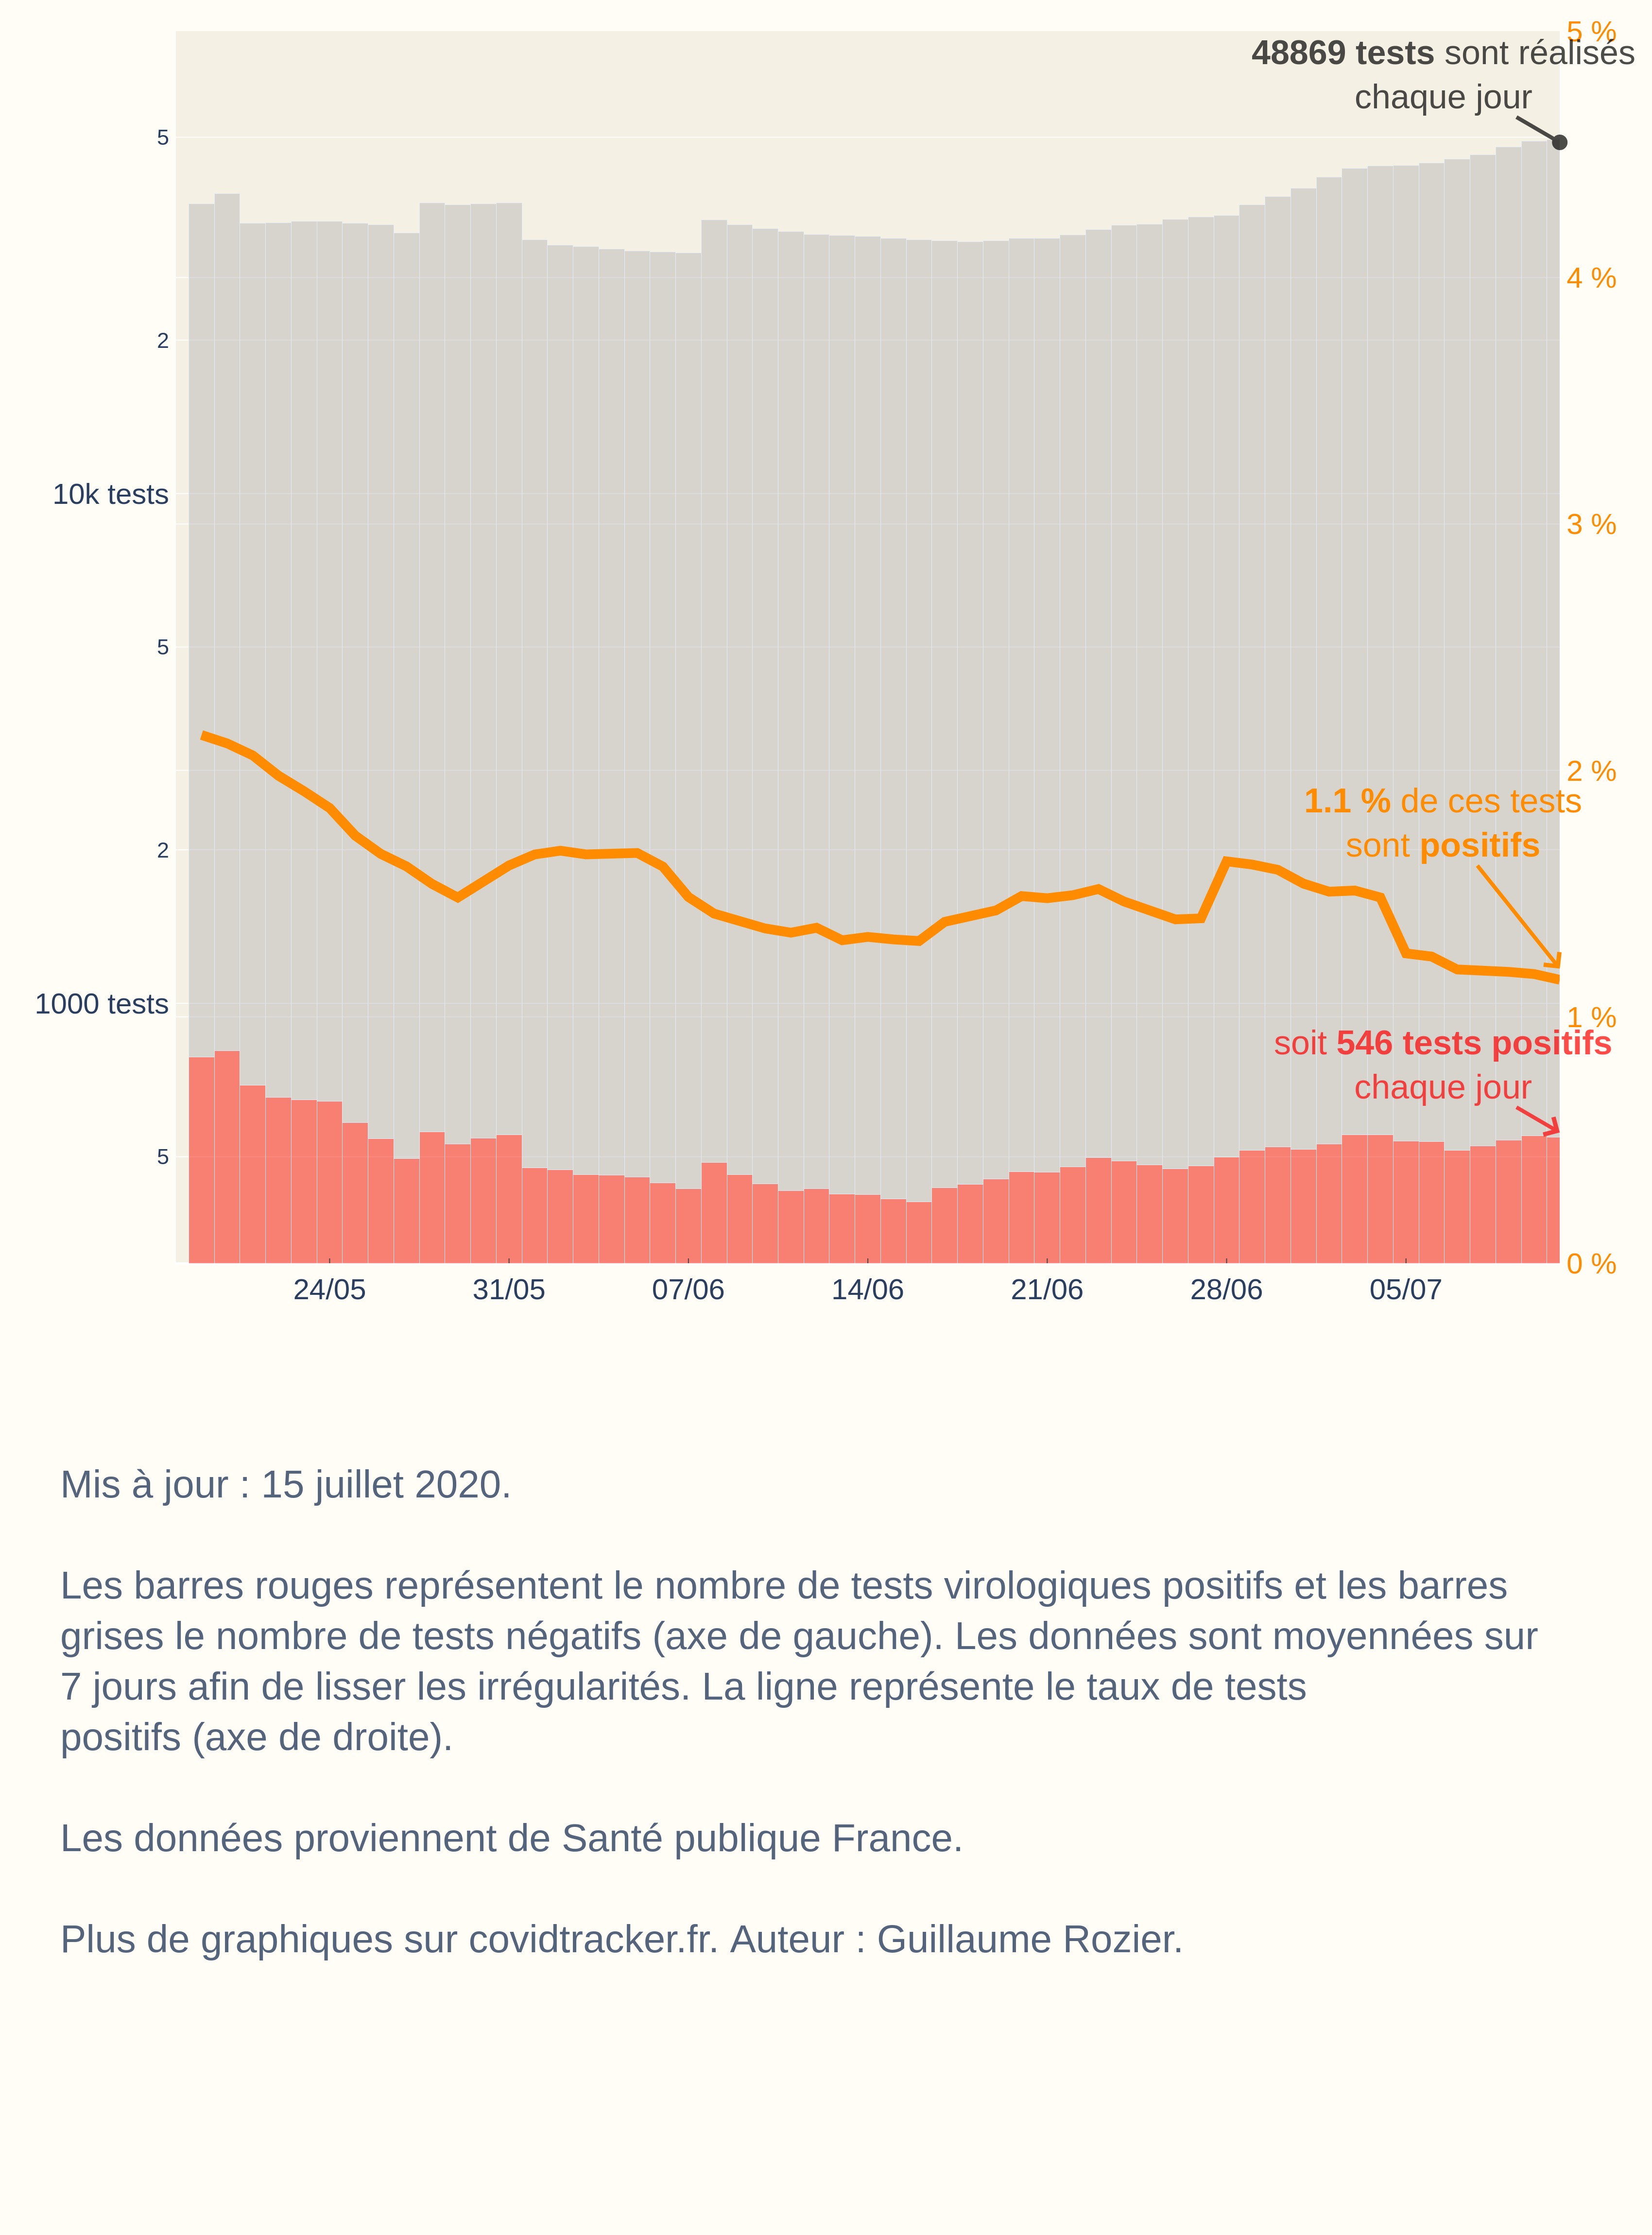 5 %
48869 tests sont réalisés
chaque jour
5
4 %
2
10k tests
3 %
5
2 %
1.1 % de ces tests
sont positifs
2
1000 tests
1 %
soit 546 tests positifs
chaque jour
5
0 %
24/05 31/05 07/06 14/06 21/06 28/06 05/07
Mis à jour : 15 juillet 2020.
Les barres rouges représentent le nombre de tests virologiques positifs et les barres
grises le nombre de tests négatifs (axe de gauche). Les données sont moyennées sur
7 jours afin de lisser les irrégularités. La ligne représente le taux de tests
positifs (axe de droite).
Les données proviennent de Santé publique France.
Plus de graphiques sur covidtracker.fr. Auteur : Guillaume Rozier.